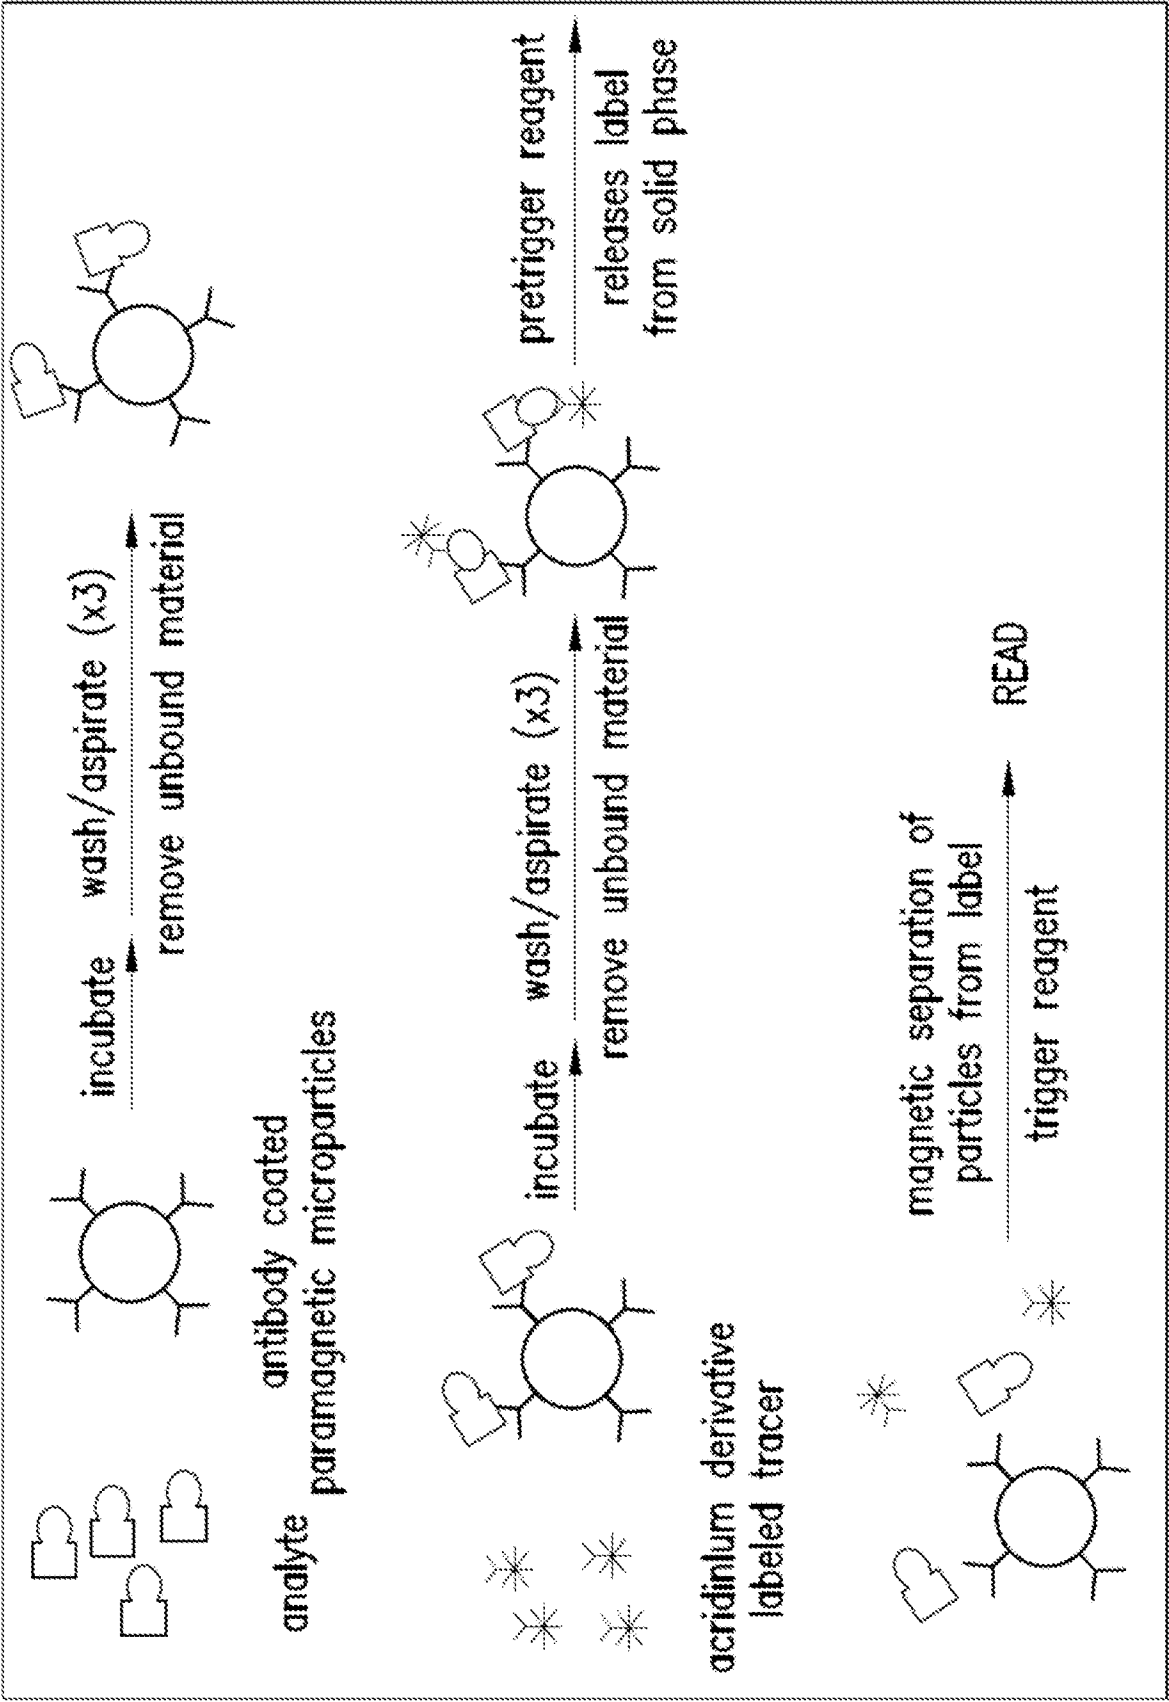 incubate
wash/aspirate (x3)
remove unbound material
analyte
antibody coated
paramagnetic microparticles
incubate
wash/aspirate (x3)
remove unbound material
pretrigger reagent
releases label
from solid phase
acridinlum derivative
labeled tracer
magnetic separation of
particles from label
trigger reagent
READ